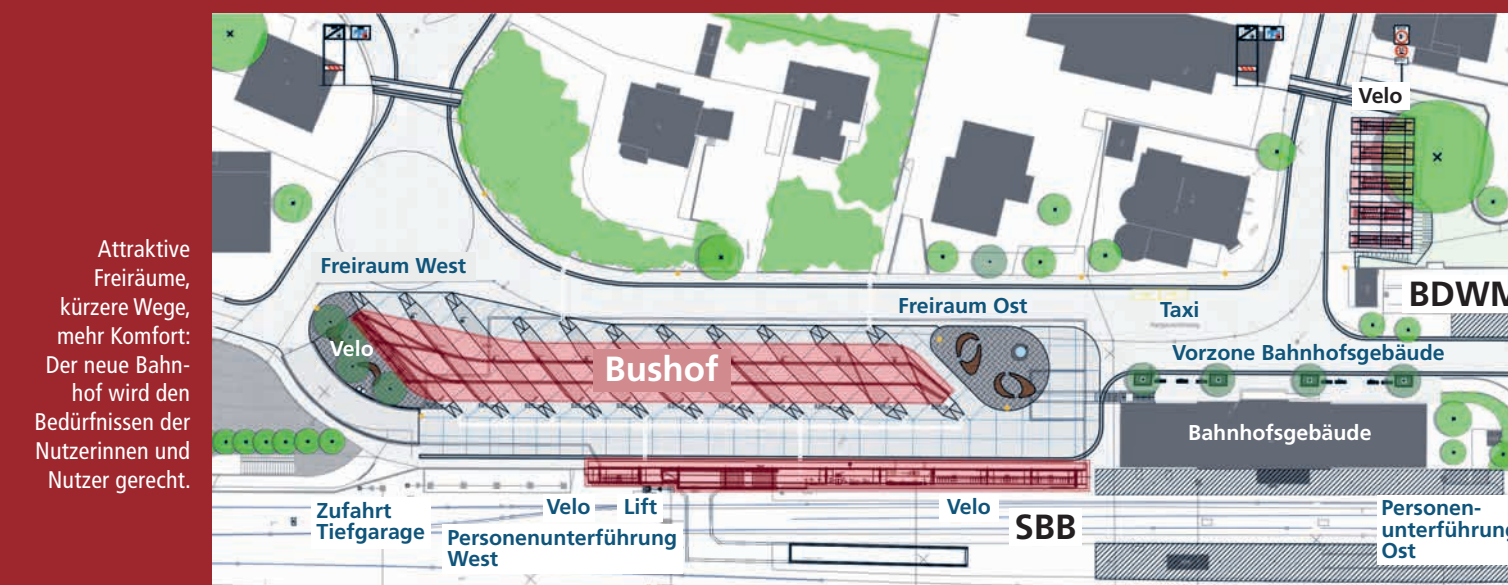 Attraktive
Freiräume,
kürzere Wege,
mehr Komfort:
Der neue Bahn-
hof wird den
Bedürfnissen der
Nutzerinnen und
Nutzer gerecht.
Velo
Freiraum West
BDWM
Freiraum Ost
Taxi
Velo
Bushof
Vorzone Bahnhofsgebäude
Bahnhofsgebäude
Zufahrt
Tiefgarage
Velo
Lift
Personenunterführung
West
Velo
SBB
Personen-
unterführung
Ost